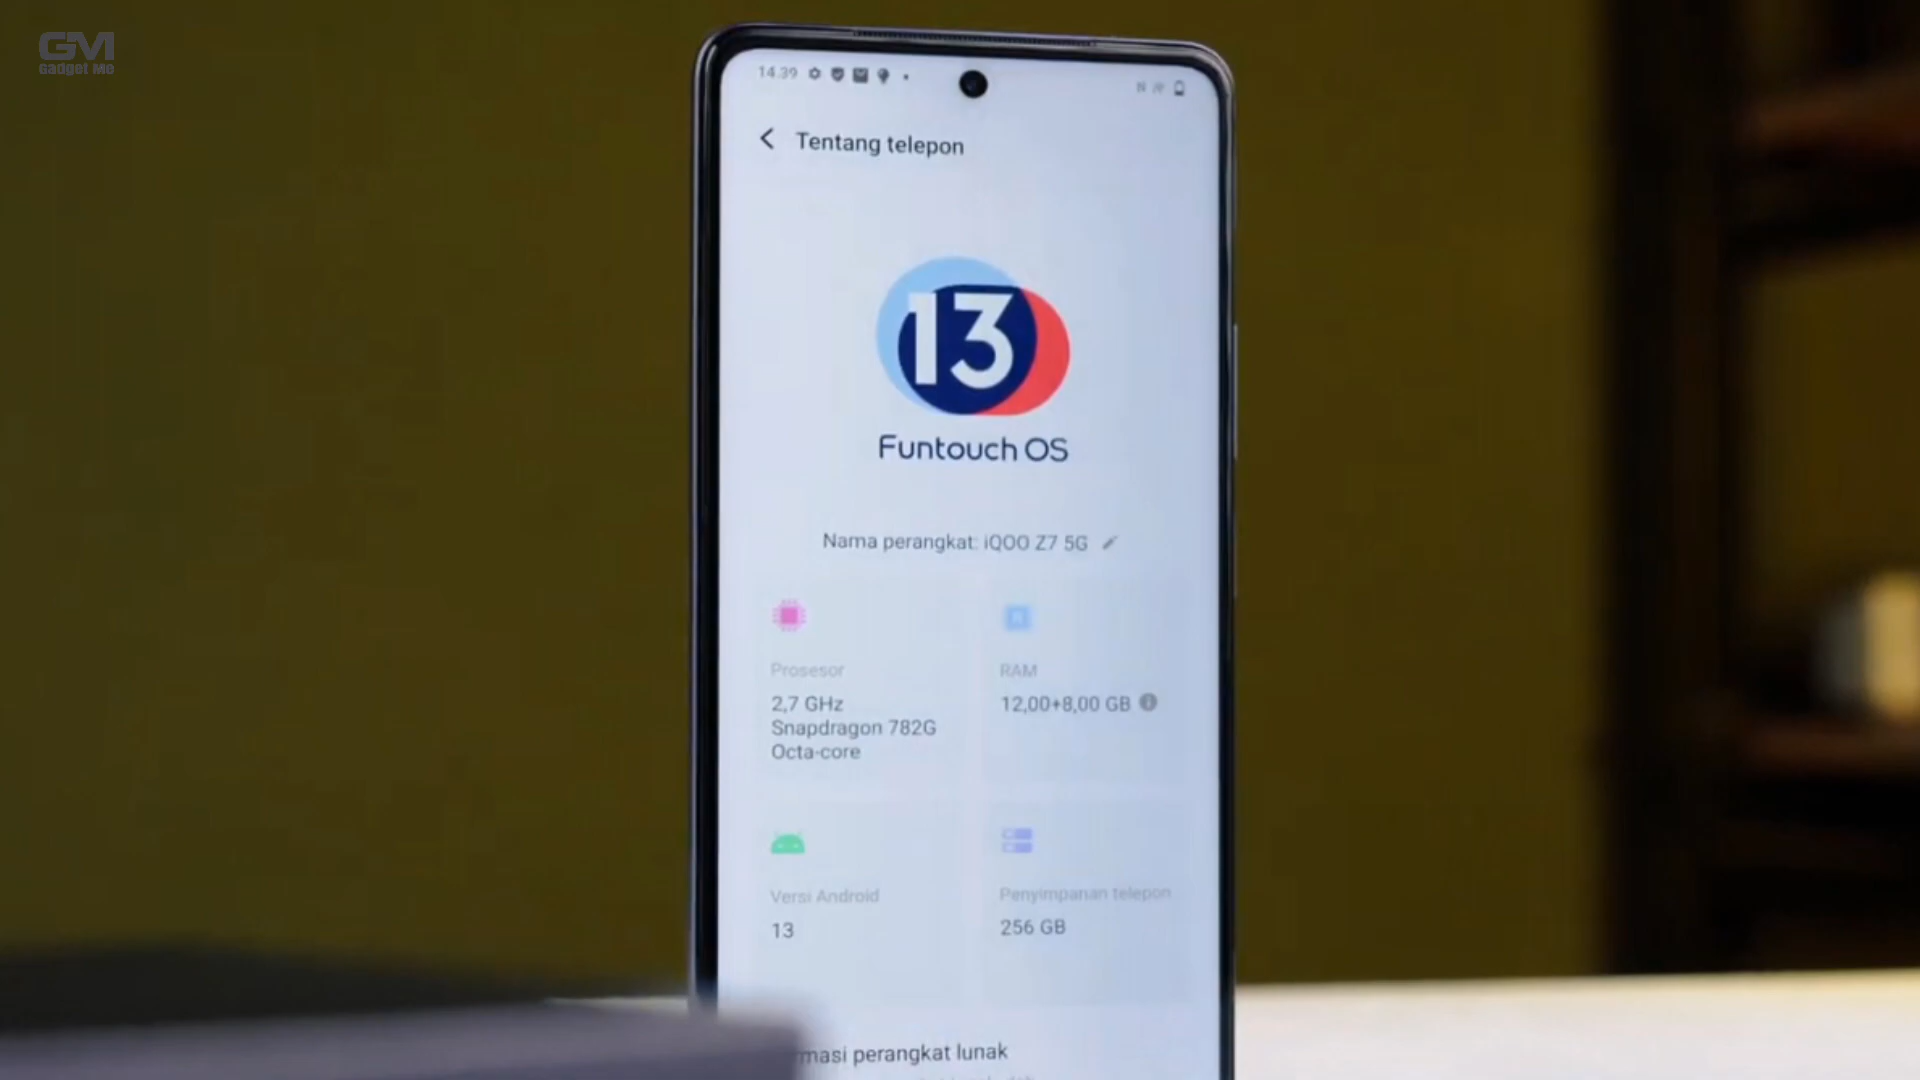 GM
Gadget Me
14.39
Tentang telepon
13
Funtouch OS
Nama perangkat: iQOO Z7 5G
Prosesor
2,7 GHz
Snapdragon 782G
Octa-core
RAM
12,00+8,00 GB
Versi Android
13
Penyimpanan telepon
256 GB
masi perangkat lunak